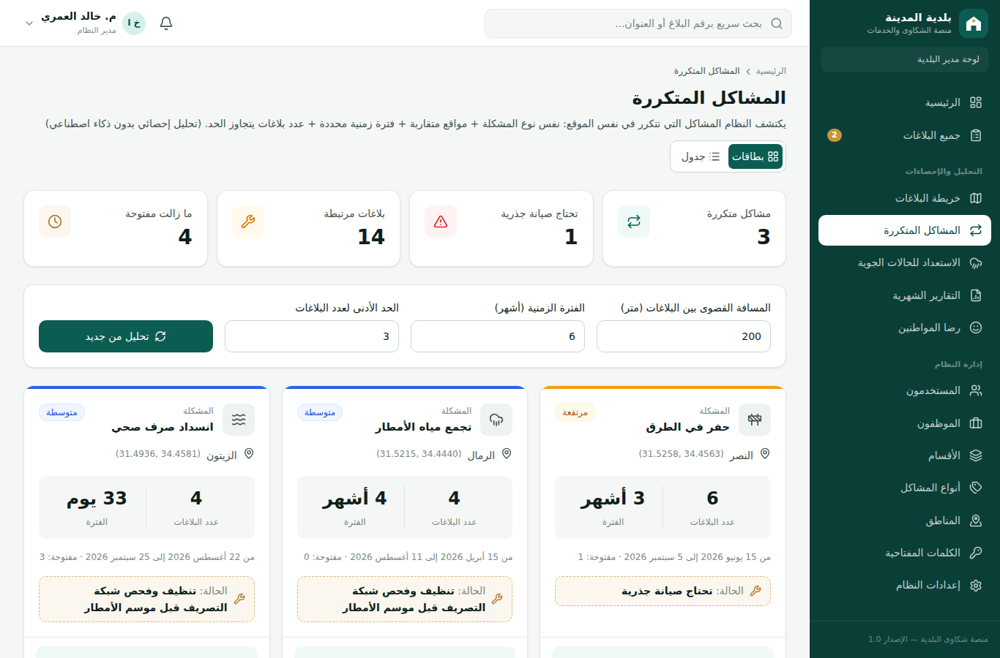 بلدية المدينة
منصة الشكاوى والخدمات
لوحة مدير البلدية
الرئيسية
جميع البلاغات
2
التحليل والإحصاءات
خريطة البلاغات
المشاكل المتكررة
الاستعداد للحالات الجوية
التقارير الشهرية
رضا المواطنين
إدارة النظام
المستخدمون
الموظفون
الأقسام
أنواع المشاكل
المناطق
الكلمات المفتاحية
إعدادات النظام
منصة شكاوى البلدية — الإصدار 1.0
بحث سريع برقم البلاغ أو العنوان...
خ ا
م. خالد العمري
مدير النظام
الرئيسية
المشاكل المتكررة
المشاكل المتكررة
يكتشف النظام المشاكل التي تتكرر في نفس الموقع: نفس نوع المشكلة + مواقع متقاربة + فترة زمنية محددة + عدد بلاغات يتجاوز الحد. (تحليل إحصائي بدون ذكاء اصطناعي)
بطاقات
جدول
مشاكل متكررة
3
تحتاج صيانة جذرية
1
بلاغات مرتبطة
14
ما زالت مفتوحة
4
المسافة القصوى بين البلاغات (متر)
200
الفترة الزمنية (أشهر)
6
الحد الأدنى لعدد البلاغات
3
تحليل من جديد
المشكلة
حفر في الطرق
مرتفعة
النصر (31.5258, 34.4563)
6
عدد البلاغات
3 أشهر
الفترة
من 15 يونيو 2026 إلى 5 سبتمبر 2026 · مفتوحة: 1
الحالة: تحتاج صيانة جذرية
المشكلة
تجمع مياه الأمطار
متوسطة
الرمال (31.5215, 34.4440)
4
عدد البلاغات
4 أشهر
الفترة
من 15 أبريل 2026 إلى 11 أغسطس 2026 · مفتوحة: 0
الحالة: تنظيف وفحص شبكة
التصريف قبل موسم الأمطار
المشكلة
انسداد صرف صحي
متوسطة
الزيتون (31.4936, 34.4581)
4
عدد البلاغات
33 يوم
الفترة
من 22 أغسطس 2026 إلى 25 سبتمبر 2026 · مفتوحة: 3
الحالة: تنظيف وفحص شبكة
التصريف قبل موسم الأمطار